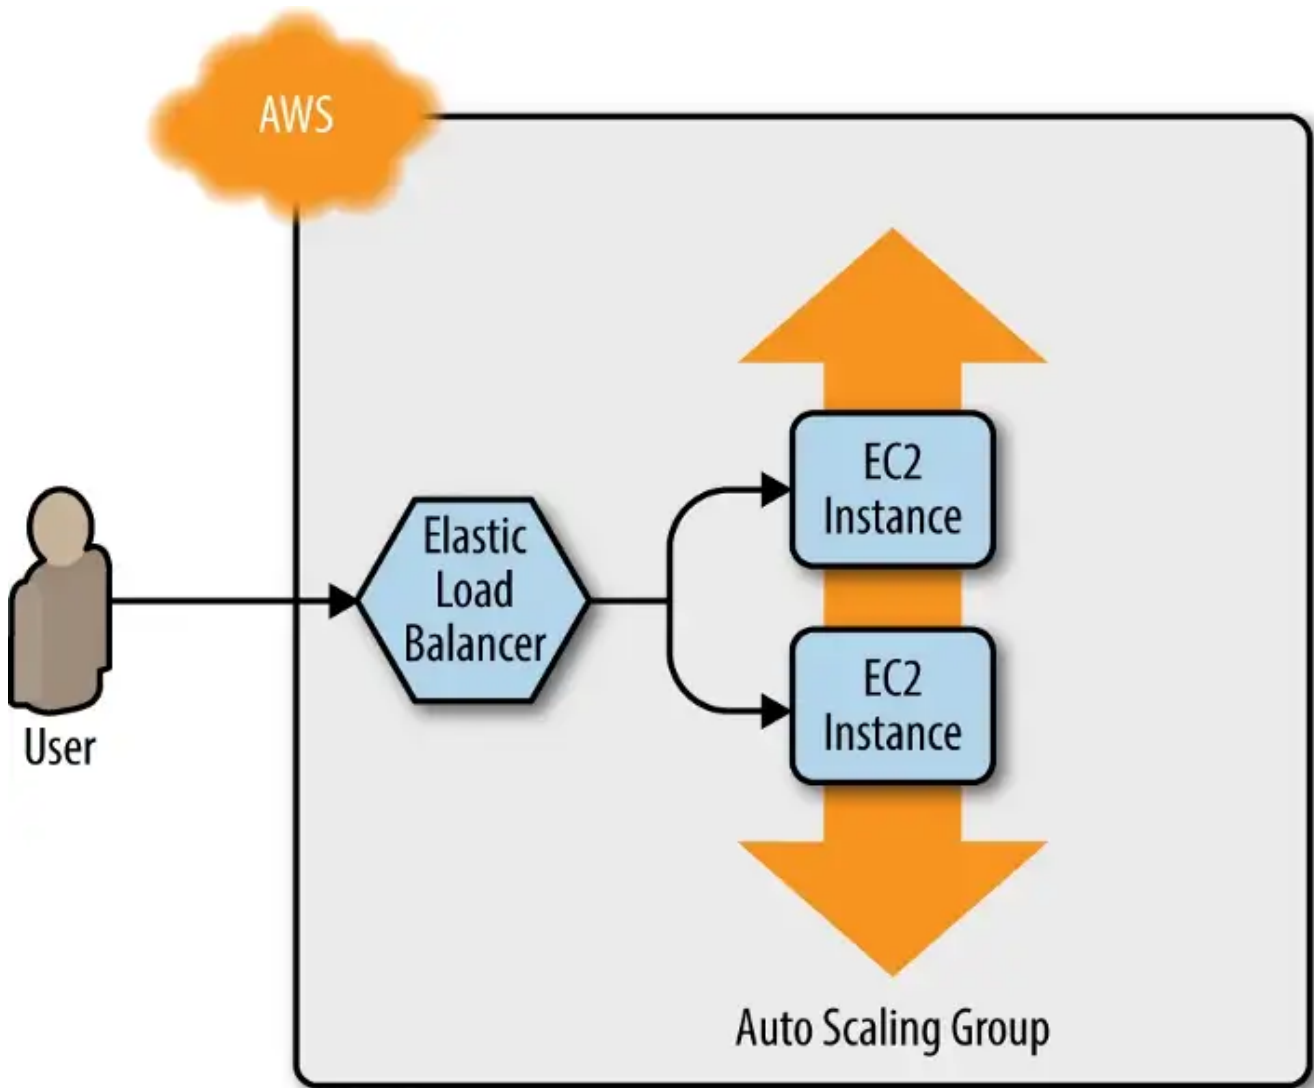 AWS
User
Elastic
Load
Balancer
EC2
Instance
EC2
Instance
Auto Scaling Group